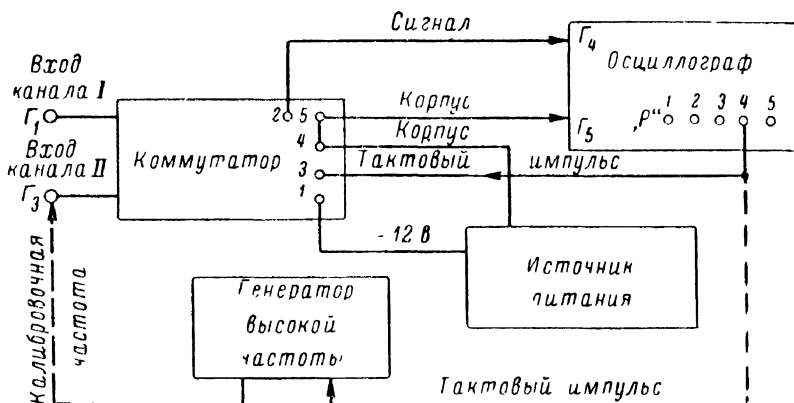 Сигнал
Г4
Осциллограф
Вход
канала I
Г1
Корпус
Г5
„Р“
1 2 3 4 5
2 5
Корпус
4
Коммутатор
Вход
канала II
Тактовый импульс
3
1
Г3
- 12 В
Источник
питания
Калибровочная
частота
Генератор
высокой
частоты
Тактовый импульс